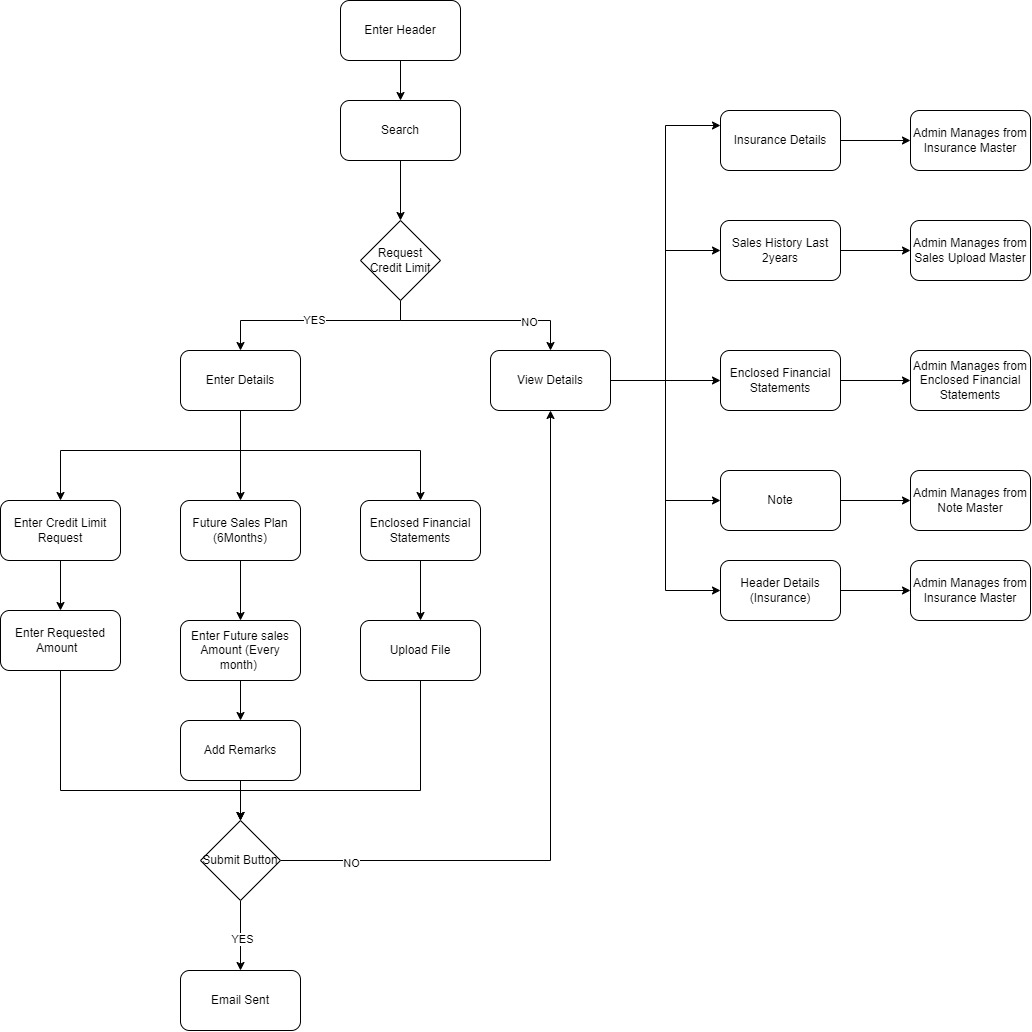 Enter Header
Search
Request
Credit Limit
YES
NO
Enter Details
View Details
Insurance Details
Admin Manages from
Insurance Master
Sales History Last
2years
Admin Manages from
Sales Upload Master
Enclosed Financial
Statements
Admin Manages from
Enclosed Financial
Statements
Note
Admin Manages from
Note Master
Header Details
(Insurance)
Admin Manages from
Insurance Master
Enter Credit Limit
Request
Future Sales Plan
(6Months)
Enclosed Financial
Statements
Enter Requested
Amount
Enter Future sales
Amount (Every
month)
Upload File
Add Remarks
Submit Button
NO
YES
Email Sent